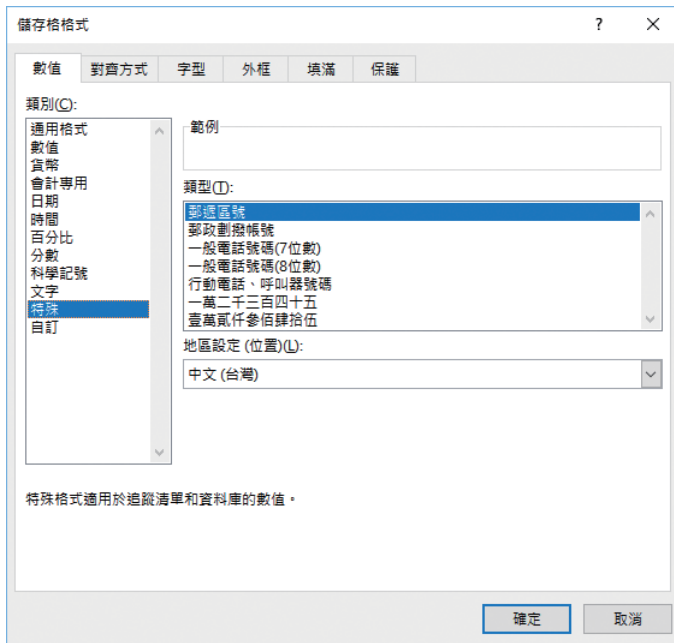 儲存格格式 ? ×
數值 對齊方式 字型 外框 填滿 保護
類別(C):
通用格式
數值
貨幣
會計專用
日期
時間
百分比
分數
科學記號
文字
特殊
自訂
範例
類型(T):
郵遞區號
郵政劃撥帳號
一般電話號碼(7位數)
一般電話號碼(8位數)
行動電話、呼叫器號碼
一萬二千三百四十五
壹萬貳仟參佰肆拾伍
地區設定 (位置)(L):
中文 (台灣)
特殊格式適用於追蹤清單和資料庫的數值。
確定 取消